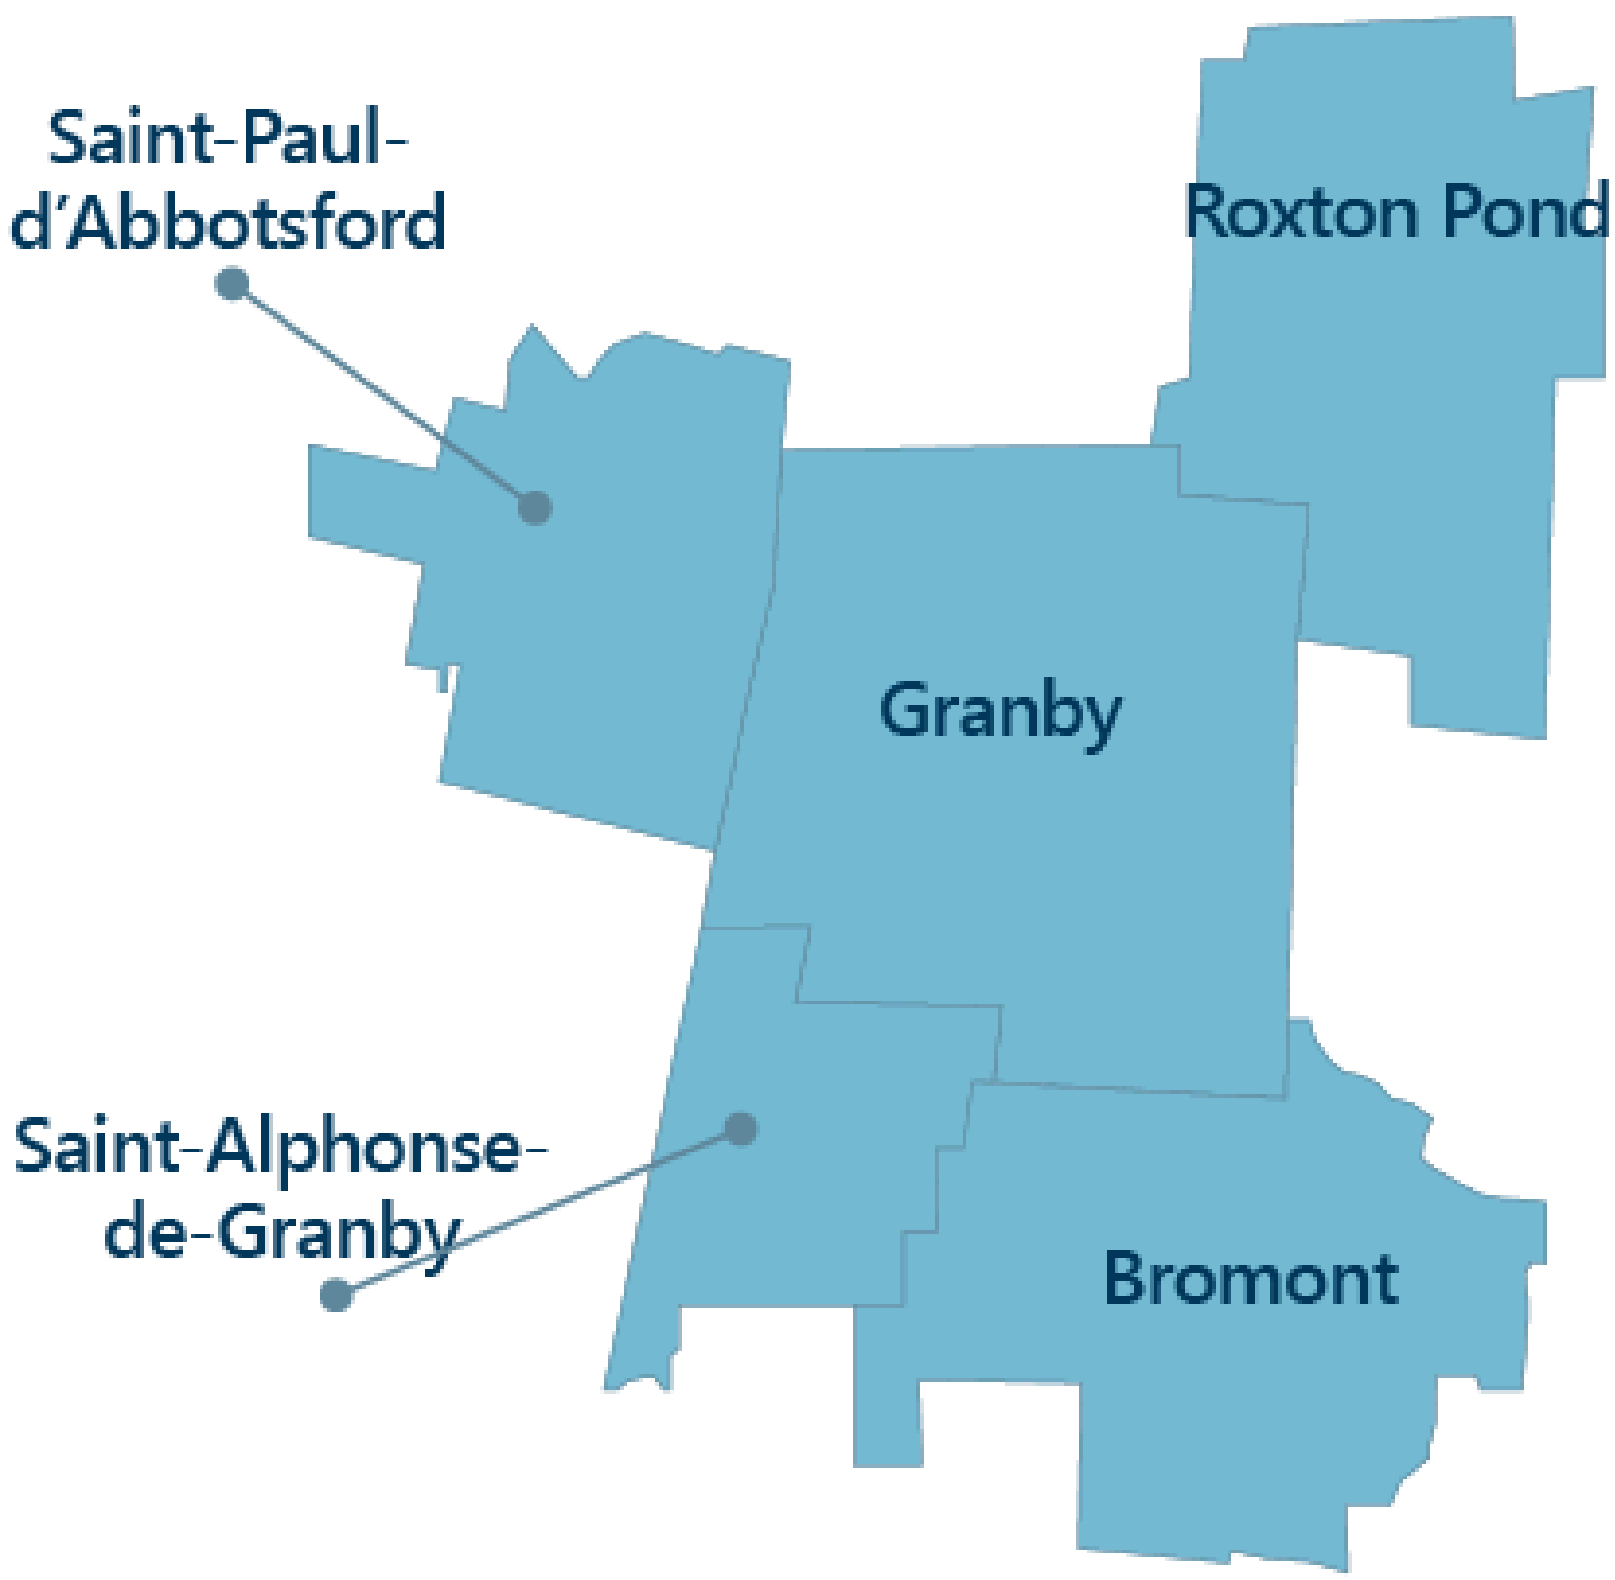 Saint-Paul-
d'Abbotsford
Roxton Pond
Granby
Saint-Alphonse-
de-Granby
Bromont